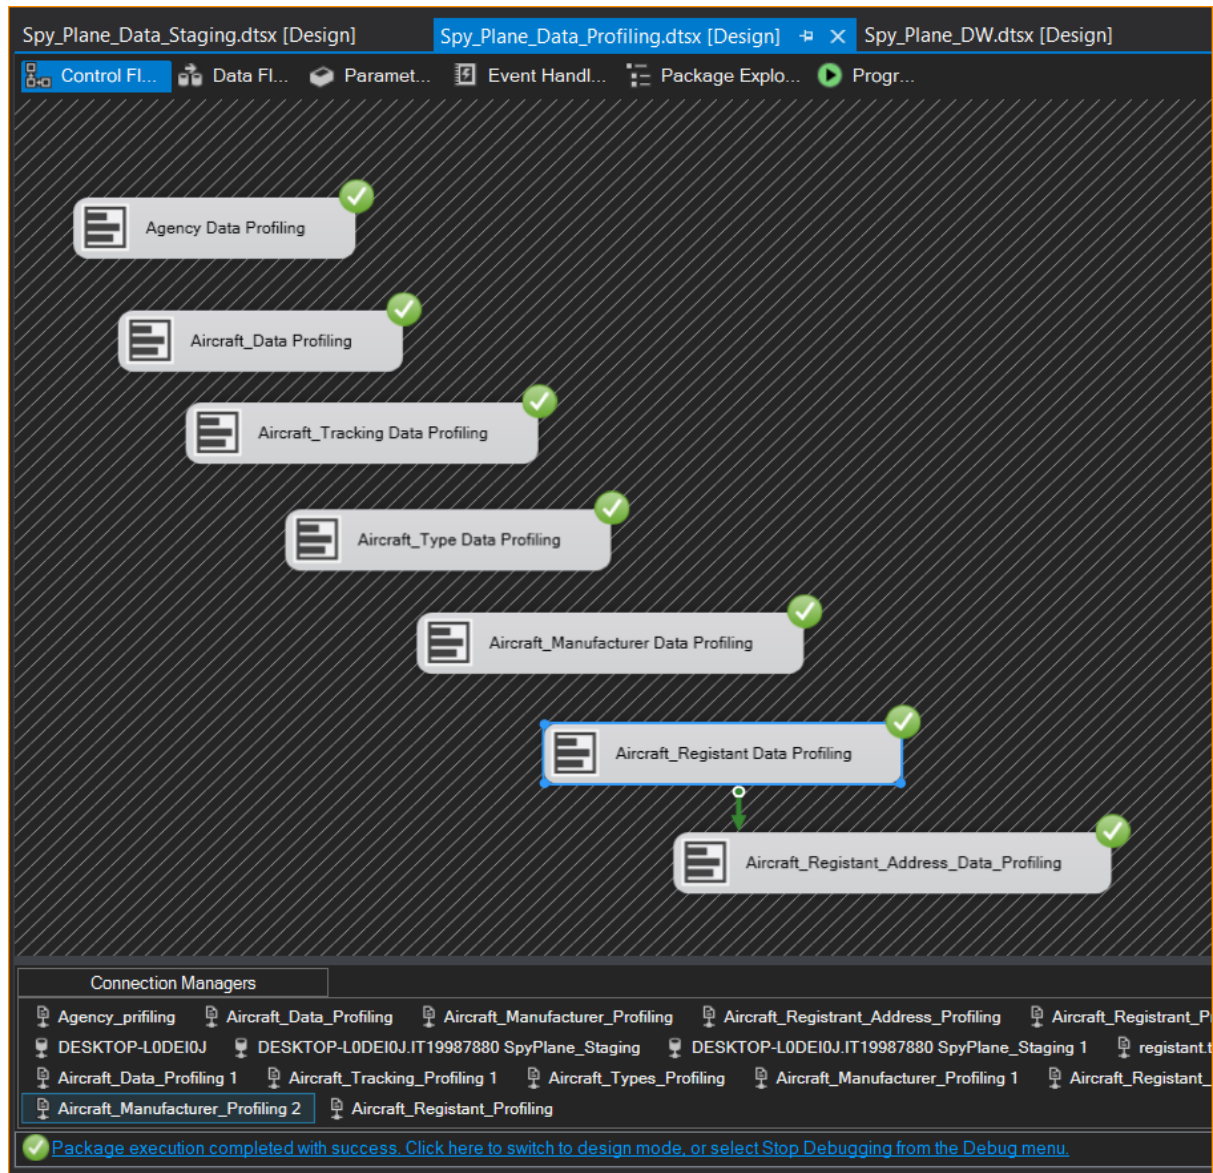 Spy_Plane_Data_Staging.dtsx [Design] Spy_Plane_Data_Profiling.dtsx [Design] Spy_Plane_DW.dtsx [Design]
Control Fl... Data Fl... Paramet... Event Handl... Package Explo... Progr...
Agency Data Profiling
Aircraft_Data Profiling
Aircraft_Tracking Data Profiling
Aircraft_Type Data Profiling
Aircraft_Manufacturer Data Profiling
Aircraft_Registant Data Profiling
Aircraft_Registant_Address_Data_Profiling
Connection Managers
Agency_prifiling Aircraft_Data_Profiling Aircraft_Manufacturer_Profiling Aircraft_Registrant_Address_Profiling Aircraft_Registrant_P
DESKTOP-L0DEI0J DESKTOP-L0DEI0J.IT19987880 SpyPlane_Staging DESKTOP-L0DEI0J.IT19987880 SpyPlane_Staging 1 registant.t
Aircraft_Data_Profiling 1 Aircraft_Tracking_Profiling 1 Aircraft_Types_Profiling Aircraft_Manufacturer_Profiling 1 Aircraft_Registant_
Aircraft_Manufacturer_Profiling 2 Aircraft_Registant_Profiling
Package execution completed with success. Click here to switch to design mode, or select Stop Debugging from the Debug menu.